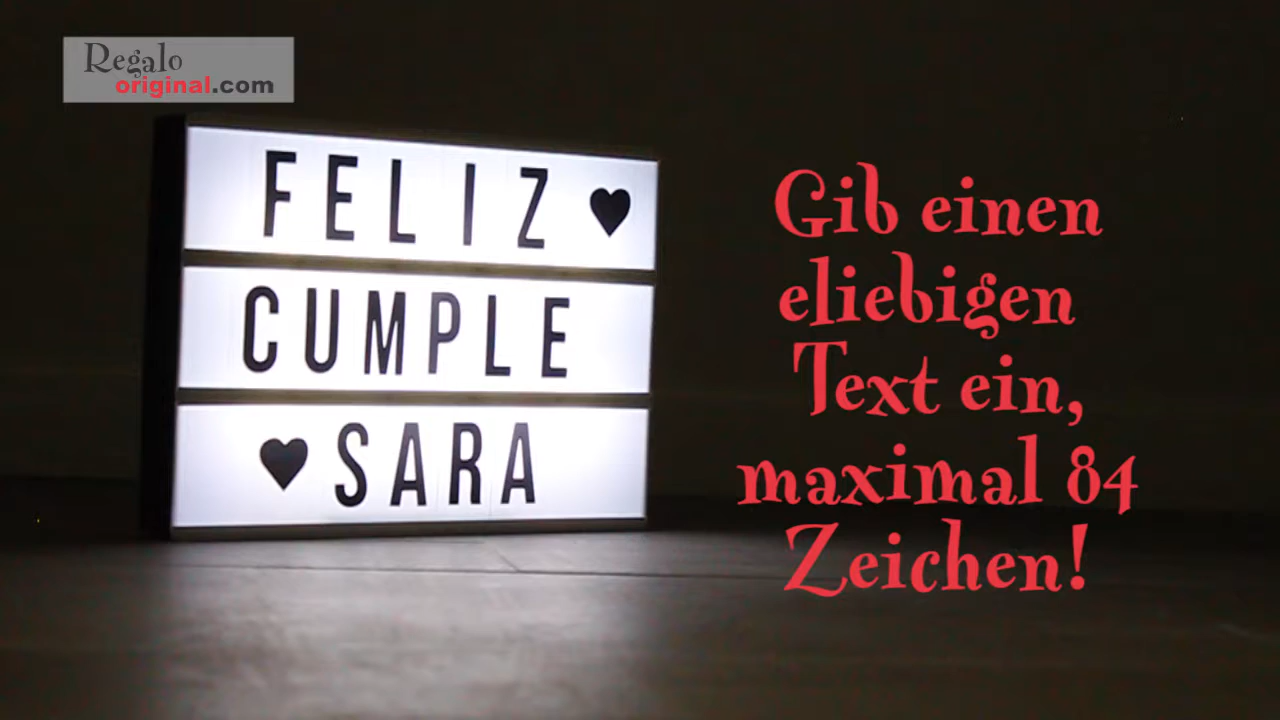 Regalo
original.com
FELIZ ♥
CUMPLE
♥ SARA
Gib einen
eliebigen
Text ein,
maximal 84
Zeichen!